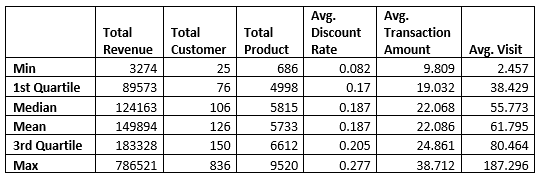 Total Revenue Total Customer Total Product Avg. Discount Rate Avg. Transaction Amount Avg. Visit
Min 3274 25 686 0.082 9.809 2.457
1st Quartile 89573 76 4998 0.17 19.032 38.429
Median 124163 106 5815 0.187 22.068 55.773
Mean 149894 126 5733 0.187 22.086 61.795
3rd Quartile 183328 150 6612 0.205 24.861 80.464
Max 786521 836 9520 0.277 38.712 187.296